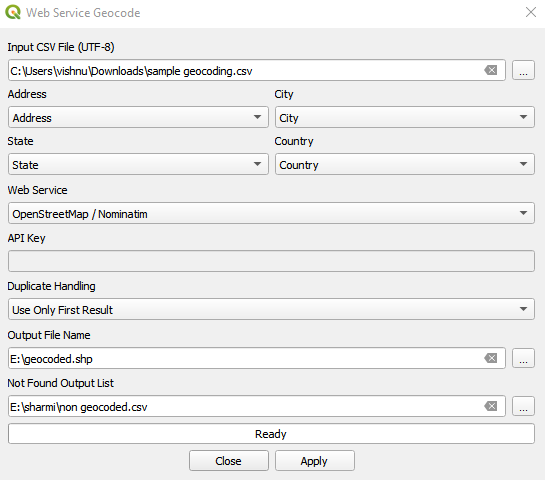 Web Service Geocode
Input CSV File (UTF-8)
C:\Users\vishnu\Downloads\sample geocoding.csv
...
Address City
Address City
State Country
State Country
Web Service
OpenStreetMap / Nominatim
API Key
Duplicate Handling
Use Only First Result
Output File Name
E:\geocoded.shp
...
Not Found Output List
E:\sharmi\non geocoded.csv
...
Ready
Close Apply